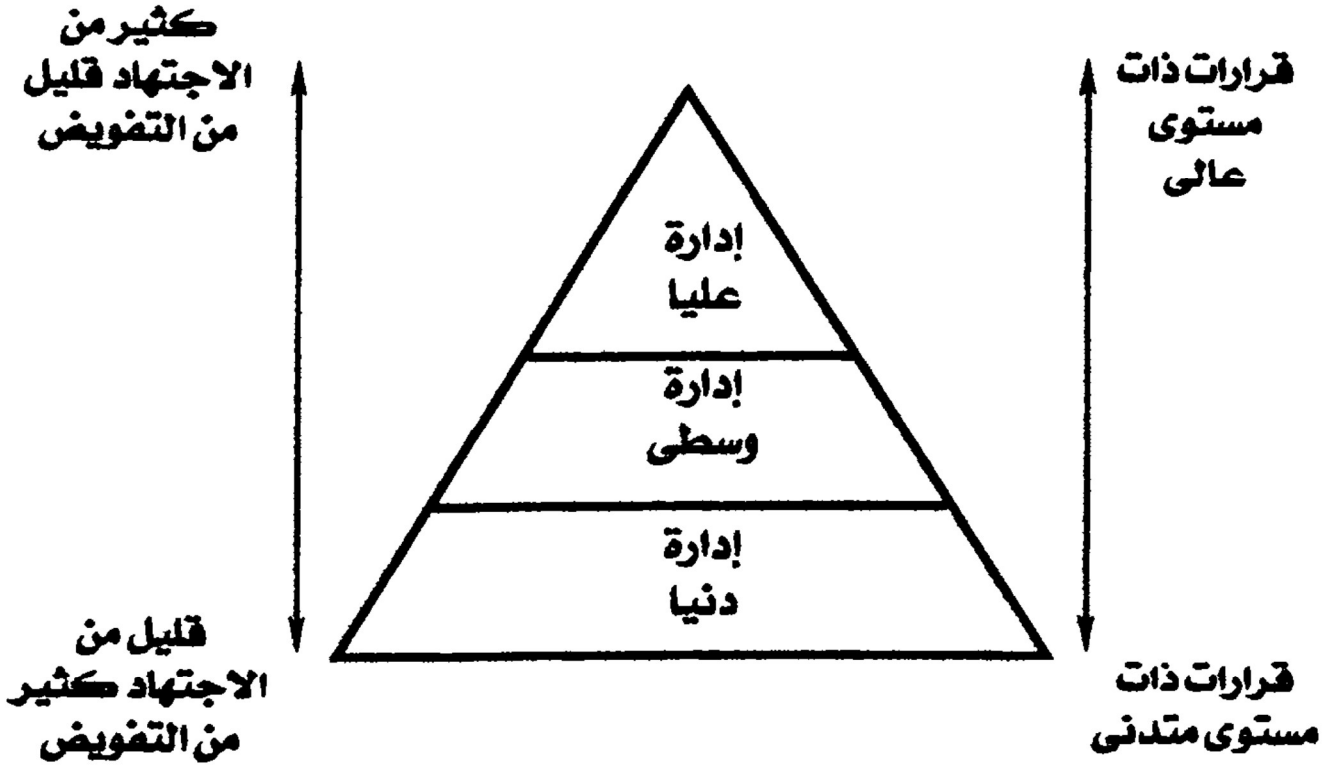 كثير من
الاجتهاد قليل
من التفويض
قرارات ذات
مستوى
عالى
إدارة
عليا
إدارة
وسطى
إدارة
دنيا
قليل من
الاجتهاد كثير
من التفويض
قرارات ذات
مستوى متدنى